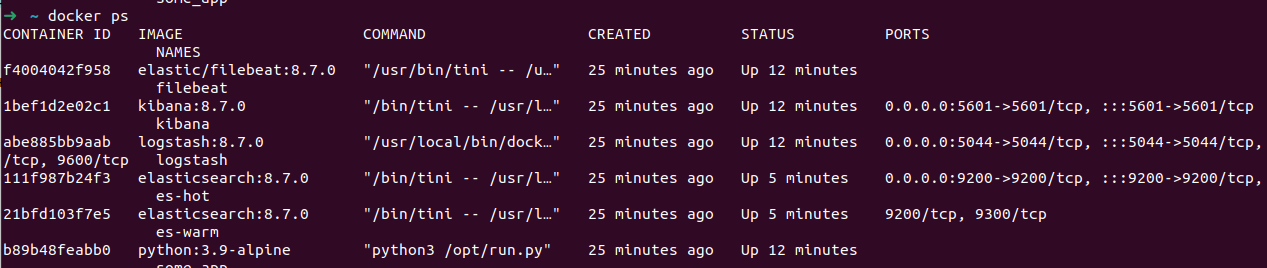 some_app
➜ ~ docker ps
CONTAINER ID   IMAGE                    COMMAND                  CREATED          STATUS          PORTS
                 NAMES
f4004042f958   elastic/filebeat:8.7.0   "/usr/bin/tini -- /u…"   25 minutes ago   Up 12 minutes
                 filebeat
1bef1d2e02c1   kibana:8.7.0             "/bin/tini -- /usr/l…"   25 minutes ago   Up 12 minutes   0.0.0.0:5601->5601/tcp, :::5601->5601/tcp
                 kibana
abe885bb9aab   logstash:8.7.0           "/usr/local/bin/dock…"   25 minutes ago   Up 12 minutes   0.0.0.0:5044->5044/tcp, :::5044->5044/tcp,
/tcp, 9600/tcp   logstash
111f987b24f3   elasticsearch:8.7.0      "/bin/tini -- /usr/l…"   25 minutes ago   Up 5 minutes    0.0.0.0:9200->9200/tcp, :::9200->9200/tcp,
                 es-hot
21bfd103f7e5   elasticsearch:8.7.0      "/bin/tini -- /usr/l…"   25 minutes ago   Up 5 minutes    9200/tcp, 9300/tcp
                 es-warm
b89b48feabb0   python:3.9-alpine        "python3 /opt/run.py"    25 minutes ago   Up 12 minutes
                 some_app